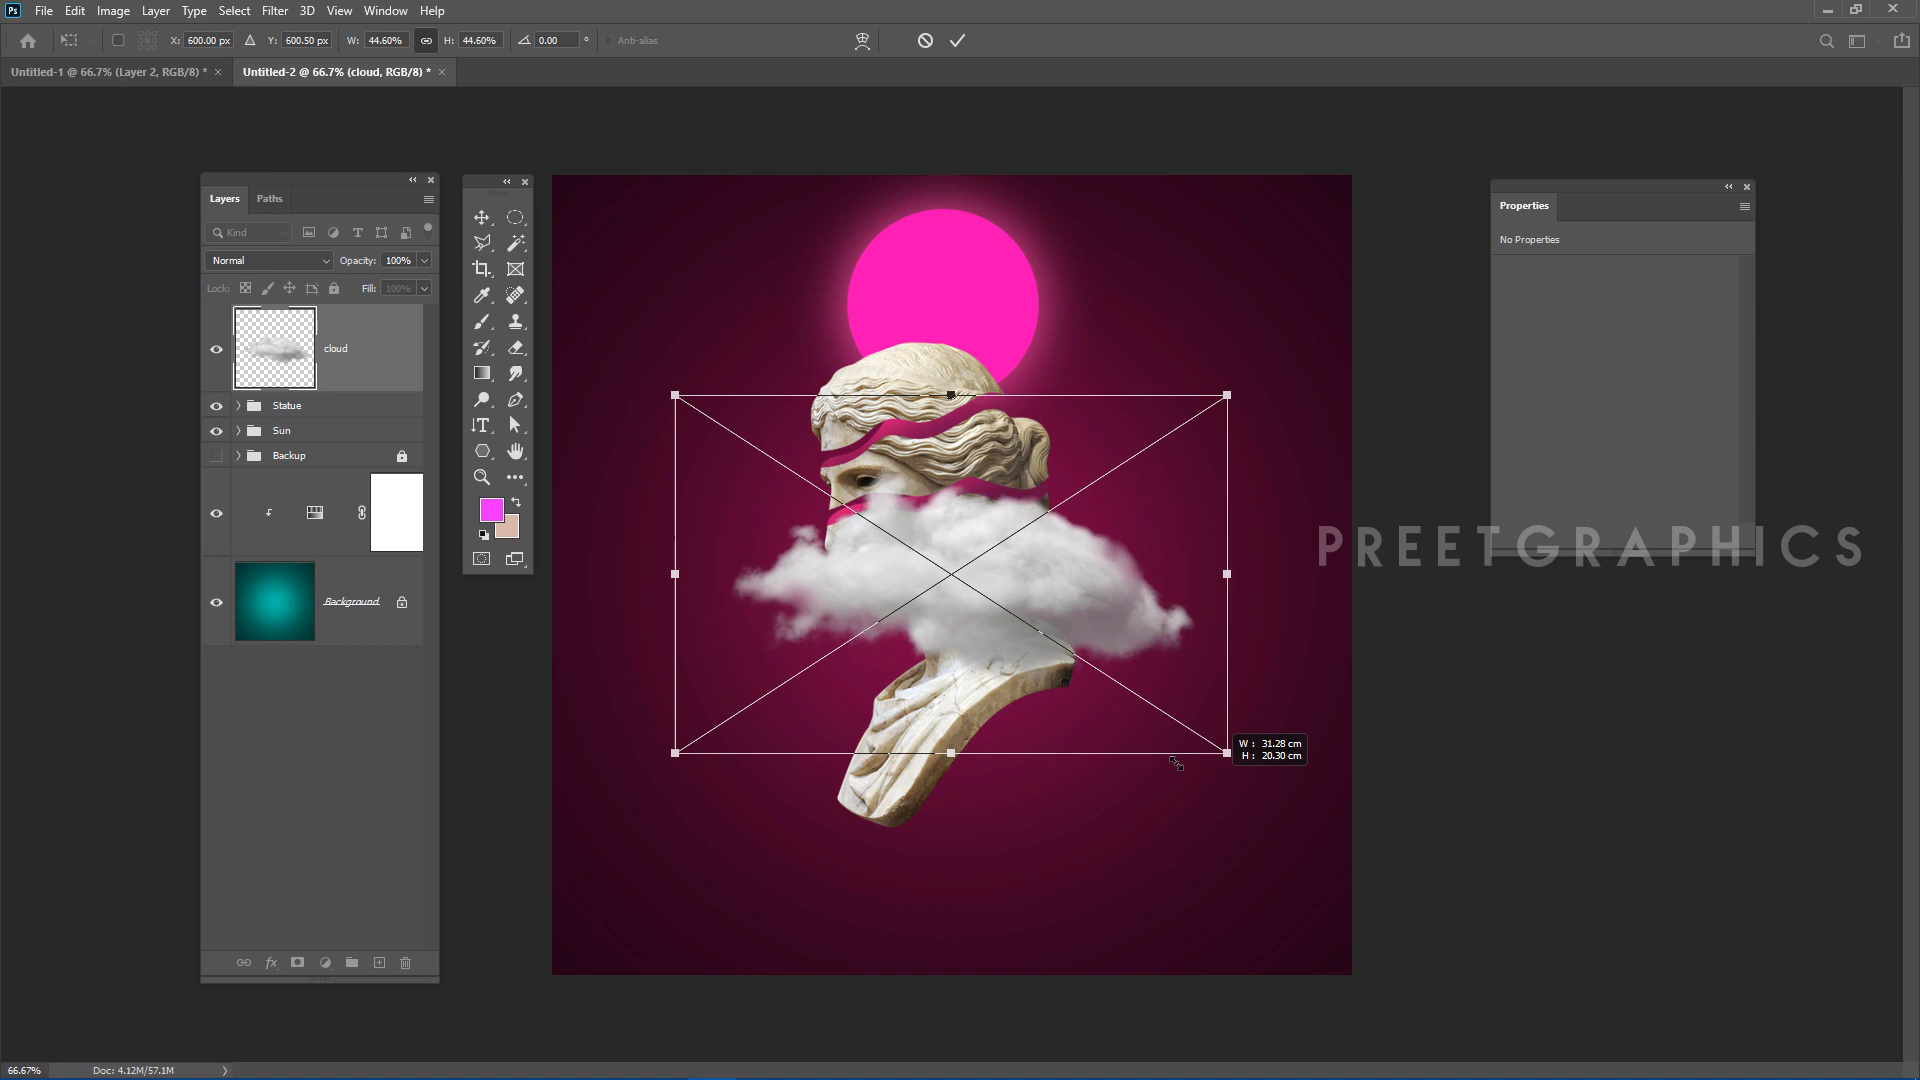 Ps File Edit Image Layer Type Select Filter 3D View Window Help
X: 600.00 px Y: 600.50 px W: 44.60% H: 44.60% 0.00 ° Anti-alias
Untitled-1 @ 66.7% (Layer 2, RGB/8) * × Untitled-2 @ 66.7% (cloud, RGB/8) * ×
Layers Paths
Kind
Normal Opacity: 100%
Lock: Fill: 100%
cloud
Statue
Sun
Backup
Background
fx
Properties
No Properties
PREETGRAPHICS
W : 31.28 cm
H : 20.30 cm
66.67% Doc: 4.12M/57.1M